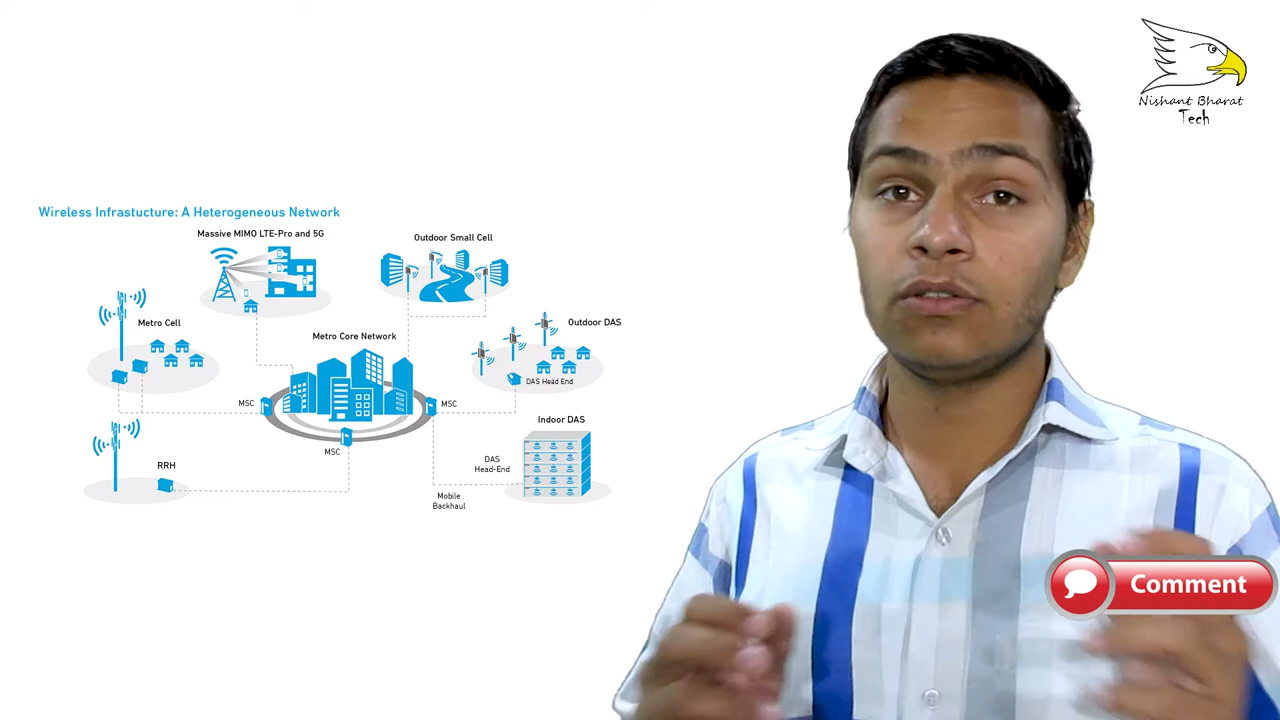 Nishant Bharat
Tech
Wireless Infrastucture: A Heterogeneous Network
Massive MIMO LTE-Pro and 5G
Outdoor Small Cell
Metro Cell
Metro Core Network
Outdoor DAS
DAS Head End
MSC
MSC
Indoor DAS
MSC
RRH
DAS
Head-End
Mobile
Backhaul
Comment